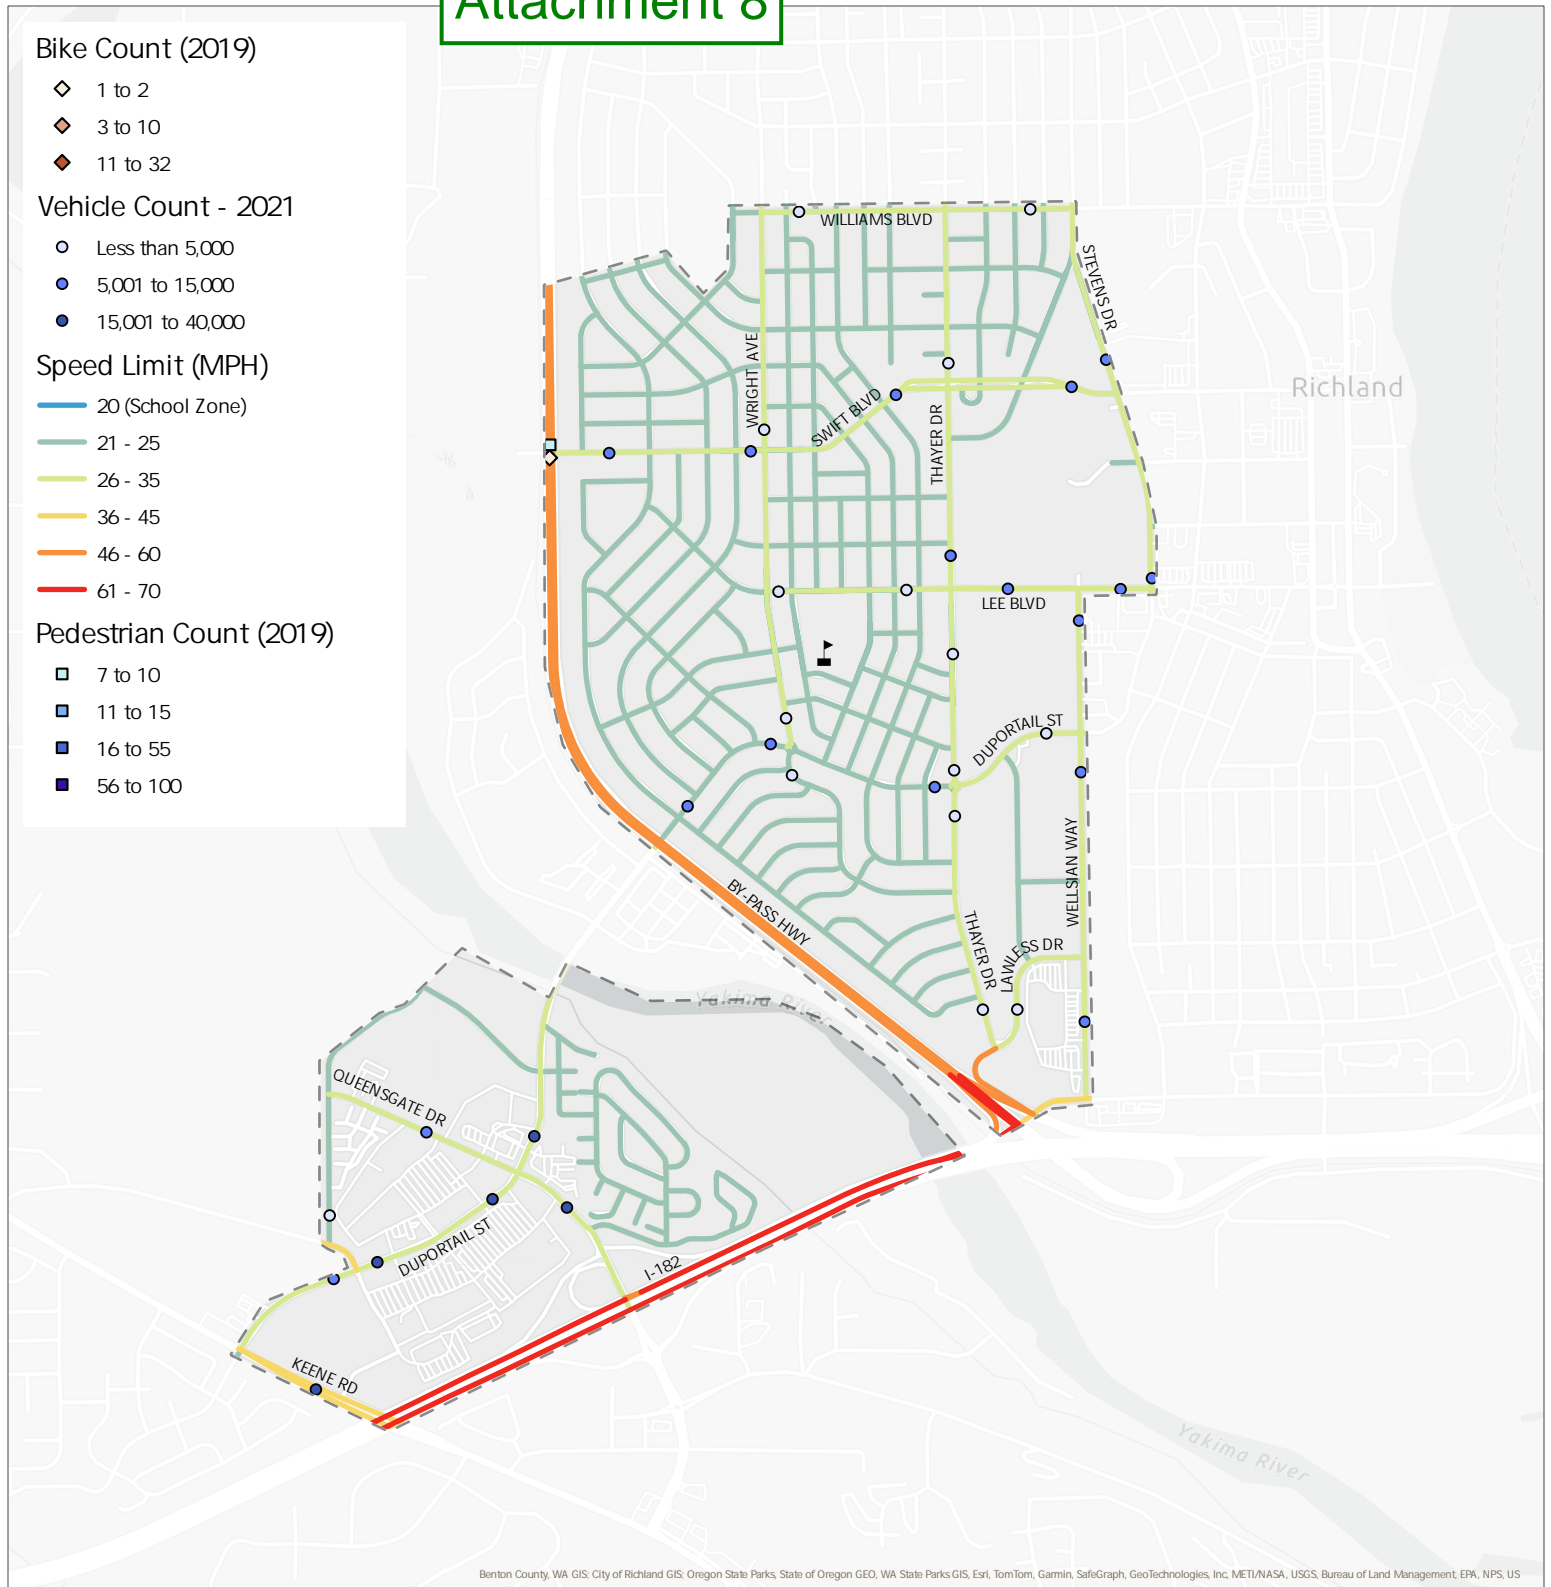 Attachment 8
Bike Count (2019)
1 to 2
3 to 10
11 to 32
Vehicle Count - 2021
Less than 5,000
5,001 to 15,000
15,001 to 40,000
Speed Limit (MPH)
20 (School Zone)
21 - 25
26 - 35
36 - 45
46 - 60
61 - 70
Pedestrian Count (2019)
7 to 10
11 to 15
16 to 55
56 to 100
WILLIAMS BLVD
STEVENS DR
WRIGHT AVE
Richland
SWIFT BLVD
THAYER DR
LEE BLVD
DUPORTAIL ST
WELLSIAN WAY
BY-PASS HWY
THAYER DR
LAWLESS DR
Yakima River
QUEENSGATE DR
DUPORTAIL ST
I-182
KEENE RD
Yakima River
Benton County, WA GIS; City of Richland GIS; Oregon State Parks, State of Oregon GEO, WA State Parks GIS, Esri, TomTom, Garmin, SafeGraph, GeoTechnologies, Inc, METI/NASA, USGS, Bureau of Land Management, EPA, NPS, US